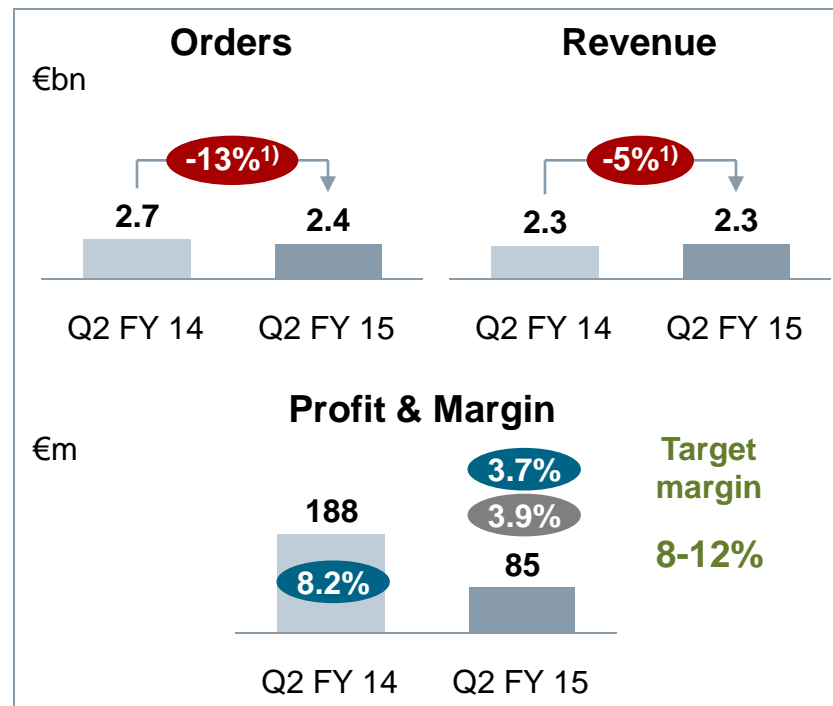 Orders
Revenue
€bn
-13%1)
-5%1)
2.7
2.4
2.3
2.3
Q2 FY 14
Q2 FY 15
Q2 FY 14
Q2 FY 15
Profit & Margin
€m
3.7%
Target
margin
188
3.9%
8-12%
85
8.2%
Q2 FY 14
Q2 FY 15